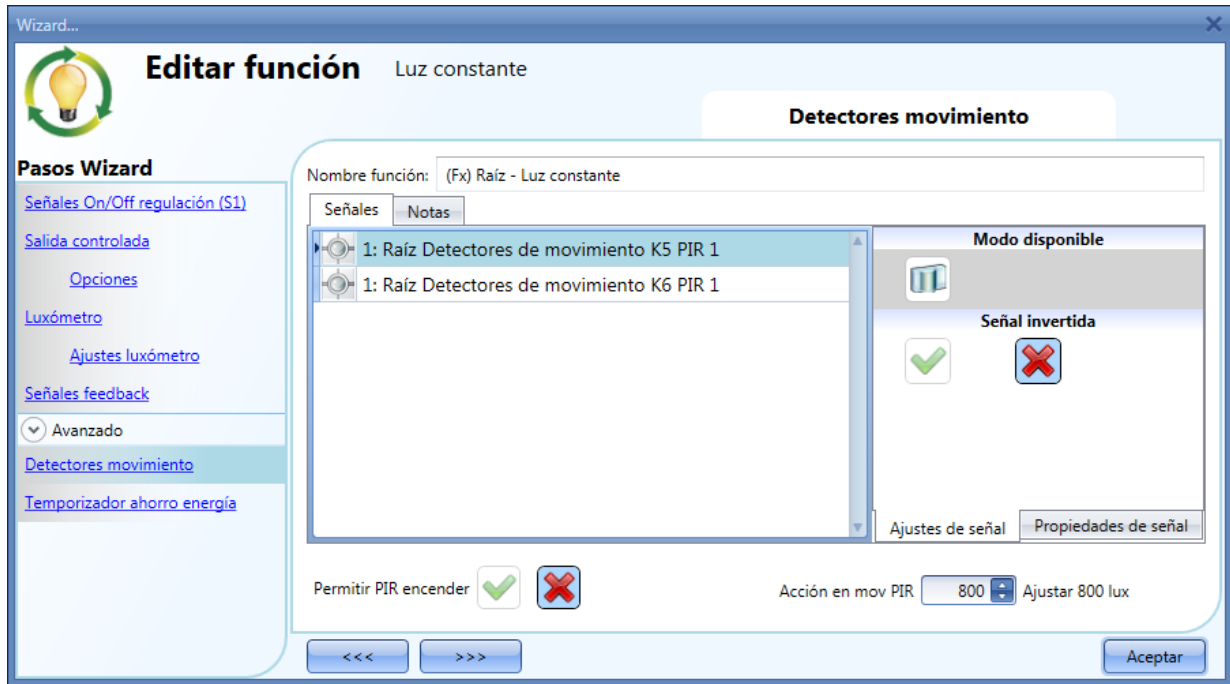 Wizard...
Editar función Luz constante
Detectores movimiento
Pasos Wizard
Señales On/Off regulación (S1)
Salida controlada
Opciones
Luxómetro
Ajustes luxómetro
Señales feedback
Avanzado
Detectores movimiento
Temporizador ahorro energía
Nombre función: (Fx) Raíz - Luz constante
Señales Notas
1: Raíz Detectores de movimiento K5 PIR 1
1: Raíz Detectores de movimiento K6 PIR 1
Modo disponible
Señal invertida
Ajustes de señal Propiedades de señal
Permitir PIR encender
Acción en mov PIR 800 Ajustar 800 lux
<<< >>> Aceptar